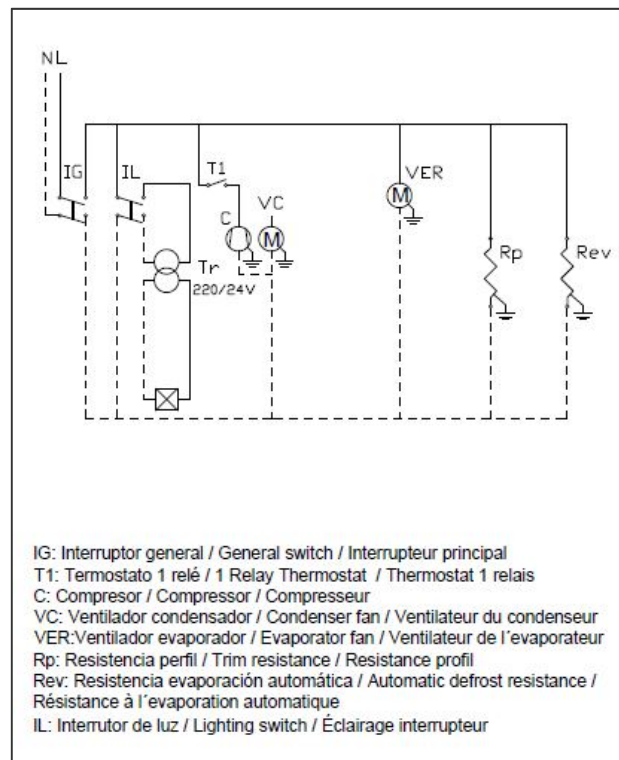 NL
IG
IL
T1
VER
VC
C
M
M
Tr
220/24V
Rp
Rev
IG: Interruptor general / General switch / Interrupteur principal
T1: Termostato 1 relé / 1 Relay Thermostat / Thermostat 1 relais
C: Compresor / Compressor / Compresseur
VC: Ventilador condensador / Condenser fan / Ventilateur du condenseur
VER:Ventilador evaporador / Evaporator fan / Ventilateur de l´evaporateur
Rp: Resistencia perfil / Trim resistance / Resistance profil
Rev: Resistencia evaporación automática / Automatic defrost resistance /
Résistance à l´evaporation automatique
IL: Interrutor de luz / Lighting switch / Éclairage interrupteur